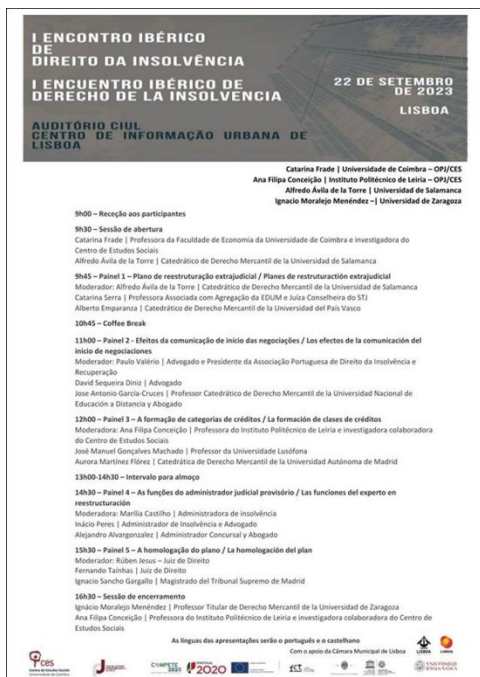 I ENCONTRO IBÉRICO
DE
DIREITO DA INSOLVÊNCIA
I ENCUENTRO IBÉRICO DE
DERECHO DE LA INSOLVENCIA
22 DE SETEMBRO
DE 2023
LISBOA
AUDITÓRIO CIUL
CENTRO DE INFORMAÇÃO URBANA DE
LISBOA
Catarina Frade | Universidade de Coimbra – OPJ/CES
Ana Filipa Conceição | Instituto Politécnico de Leiria – OPJ/CES
Alfredo Ávila de la Torre | Universidad de Salamanca
Ignacio Moralejo Menéndez –| Universidad de Zaragoza
9h00 – Receção aos participantes
9h30 – Sessão de abertura
Catarina Frade | Professora da Faculdade de Economia da Universidade de Coimbra e investigadora do
Centro de Estudos Sociais
Alfredo Ávila de la Torre | Catedrático de Derecho Mercantil de la Universidad de Salamanca
9h45 – Painel 1 – Plano de reestruturação extrajudicial / Planes de restruturactión extrajudicial
Moderador: Alfredo Ávila de la Torre | Catedrático de Derecho Mercantil de la Universidad de Salamanca
Catarina Serra | Professora Associada com Agregação da EDUM e Juíza Conselheira do STJ
Alberto Emparanza | Catedrático de Derecho Mercantil de la Universidad del País Vasco
10h45 – Coffee Break
11h00 – Painel 2 - Efeitos da comunicação de início das negociações / Los efectos de la comunicación del
inicio de negociaciones
Moderador: Paulo Valério | Advogado e Presidente da Associação Portuguesa de Direito da Insolvência e
Recuperação
David Sequeira Diniz | Advogado
Jose Antonio García-Cruces | Professor Catedrático de Derecho Mercantil de la Universidad Nacional de
Educación a Distancia y Abogado
12h00 – Painel 3 – A formação de categorias de créditos / La formación de clases de créditos
Moderadora: Ana Filipa Conceição | Professora do Instituto Politécnico de Leiria e investigadora colaboradora
do Centro de Estudos Sociais
José Manuel Gonçalves Machado | Professor da Universidade Lusófona
Aurora Martínez Flórez | Catedrática de Derecho Mercantil de la Universidad Autónoma de Madrid
13h00-14h30 – Intervalo para almoço
14h30 – Painel 4 – As funções do administrador judicial provisório / Las funciones del experto en
reestructuración
Moderadora: Marília Castilho | Administradora de insolvência
Inácio Peres | Administrador de Insolvência e Advogado
Alejandro Alvargonzalez | Administrador Concursal y Abogado
15h30 – Painel 5 – A homologação do plano / La homologación del plan
Moderador: Rúben Jesus – Juiz de Direito
Fernando Taínhas | Juiz de Direito
Ignacio Sancho Gargallo | Magistrado del Tribunal Supremo de Madrid
16h30 – Sessão de encerramento
Ignácio Moralejo Menéndez | Professor Titular de Derecho Mercantil de la Universidad de Zaragoza
Ana Filipa Conceição | Professora do Instituto Politécnico de Leiria e investigadora colaboradora do Centro de
Estudos Sociais
As línguas das apresentações serão o português e o castelhano
Com o apoio da Câmara Municipal de Lisboa
ces
Centro de Estudos Sociais
Universidade de Coimbra
COMPETE
2020
PORTUGAL
2020
fct
LISBOA